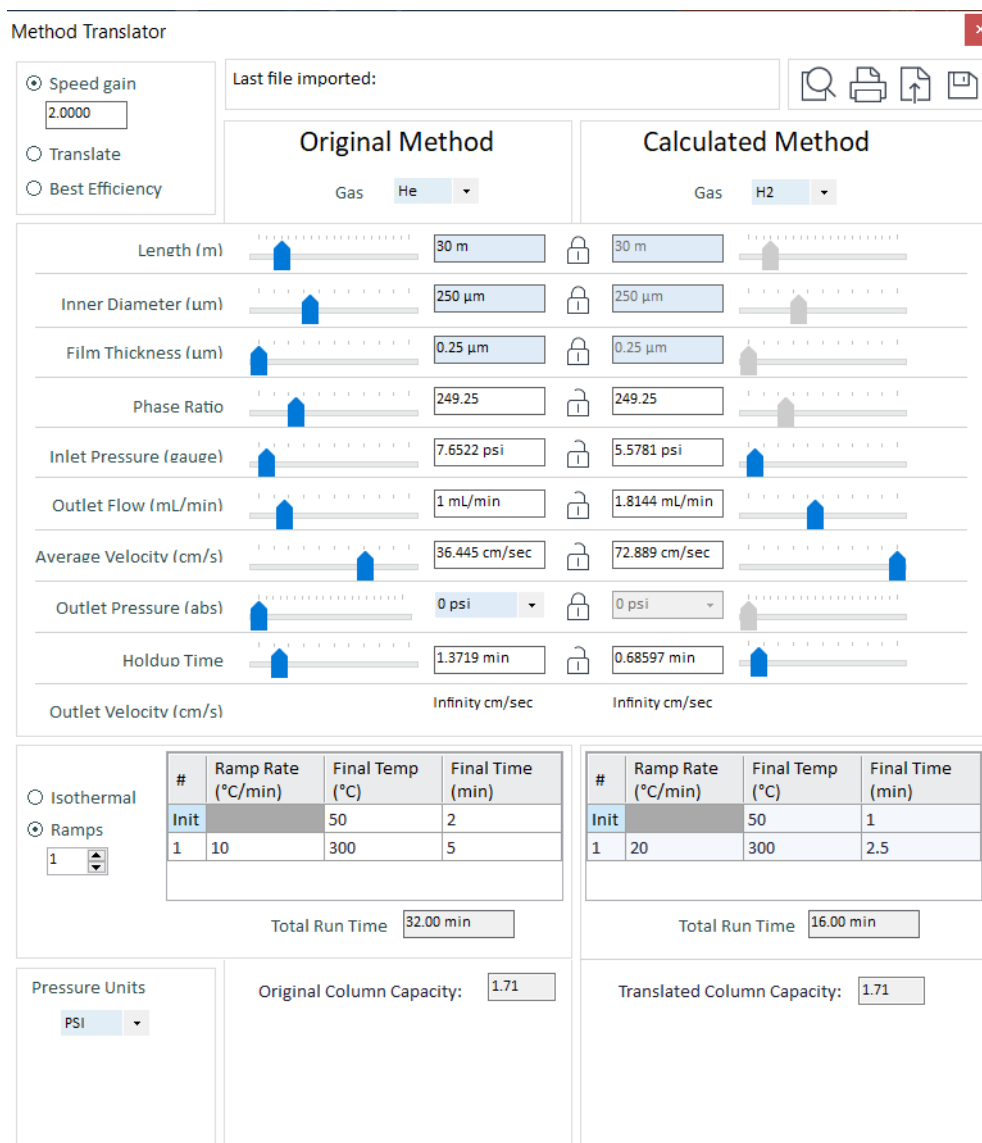 Method Translator
Speed gain
2.0000
Translate
Best Efficiency
Last file imported:
Original Method
Gas He
Calculated Method
Gas H2
Length (m) 30 m 30 m
Inner Diameter (µm) 250 µm 250 µm
Film Thickness (µm) 0.25 µm 0.25 µm
Phase Ratio 249.25 249.25
Inlet Pressure (gauge) 7.6522 psi 5.5781 psi
Outlet Flow (mL/min) 1 mL/min 1.8144 mL/min
Average Velocity (cm/s) 36.445 cm/sec 72.889 cm/sec
Outlet Pressure (abs) 0 psi 0 psi
Holdup Time 1.3719 min 0.68597 min
Outlet Velocity (cm/s) Infinity cm/sec Infinity cm/sec
Isothermal
Ramps
1
# Ramp Rate (°C/min) Final Temp (°C) Final Time (min)
Init 50 2
1 10 300 5
Total Run Time 32.00 min
# Ramp Rate (°C/min) Final Temp (°C) Final Time (min)
Init 50 1
1 20 300 2.5
Total Run Time 16.00 min
Pressure Units
PSI
Original Column Capacity: 1.71
Translated Column Capacity: 1.71